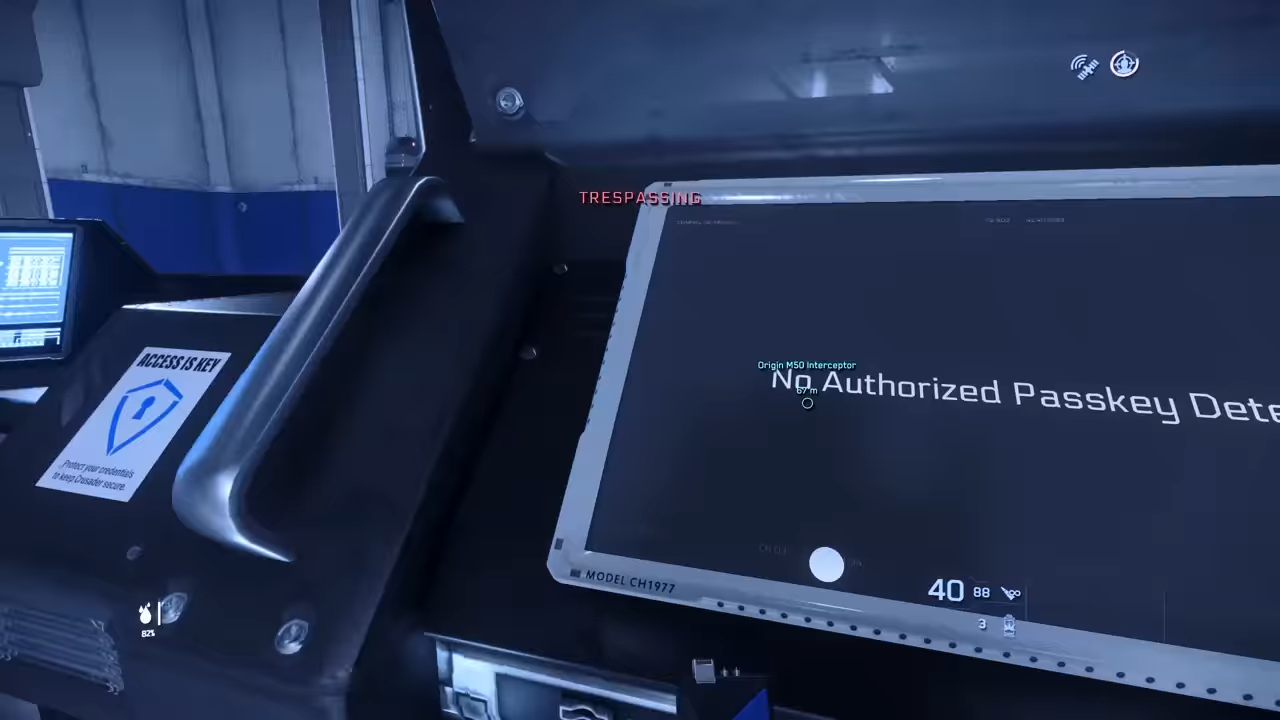 TRESPASSING
ACCESS IS KEY
Protect your credentials
to keep Crusader secure.
Origin M50 Interceptor
67 m
No Authorized Passkey Dete
MODEL CH1977
40 88
3
82%